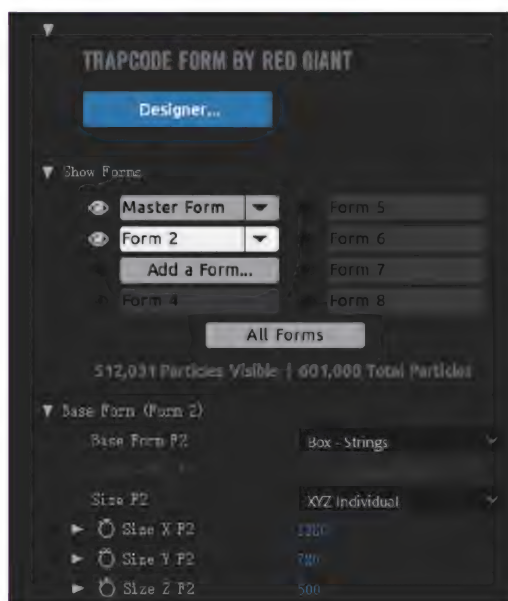 TRAPCODE FORM BY RED GIANT
Designer...
Show Forms
Master Form Form 5
Form 2 Form 6
Add a Form... Form 7
Form 4 Form 8
All Forms
512,031 Particles Visible | 601,000 Total Particles
Base Form (Form 2)
Base Form F2 Box - Strings
Size F2 XYZ Individual
Size X F2
Size Y F2
Size Z F2 500